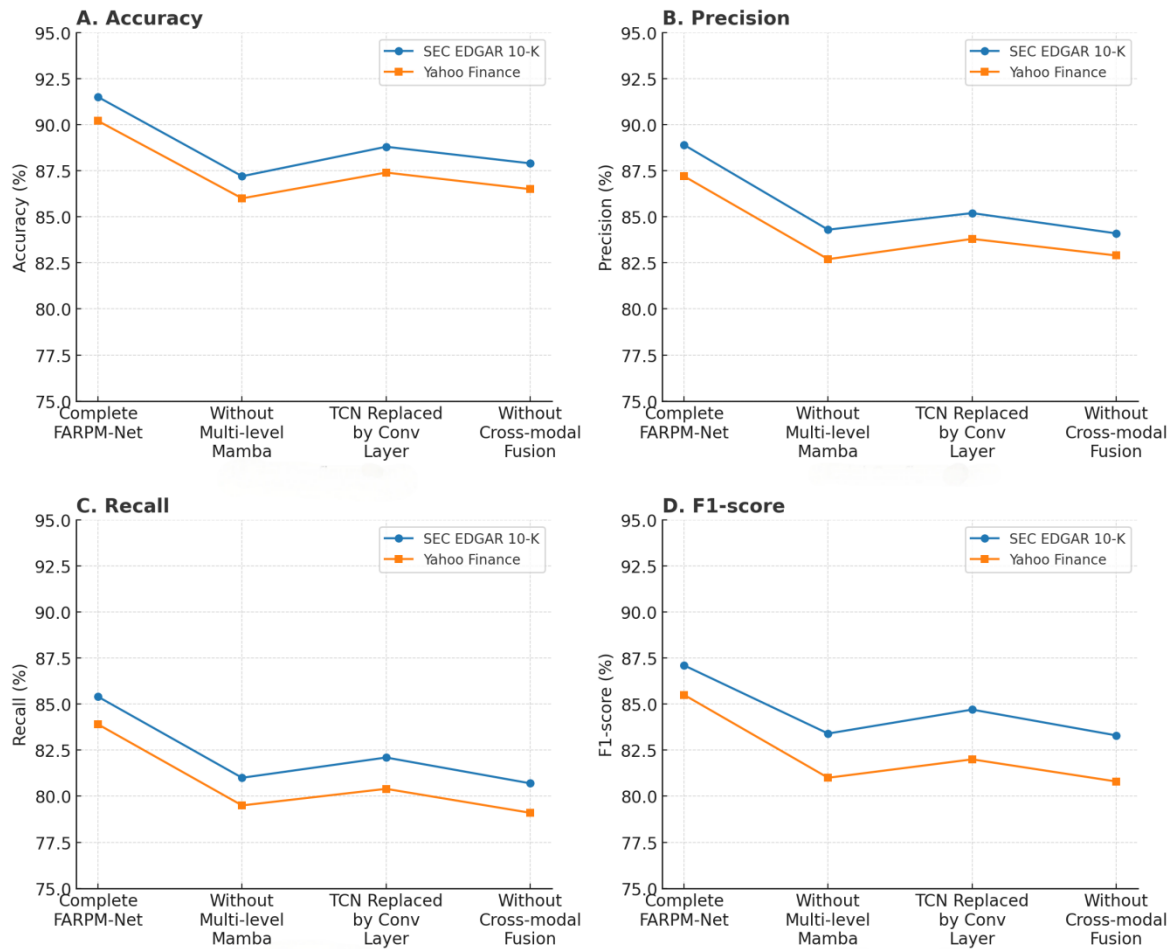 A. Accuracy
95.0
92.5
90.0
87.5
85.0
82.5
80.0
77.5
75.0
Accuracy (%)
SEC EDGAR 10-K
Yahoo Finance
Complete
FARPM-Net
Without
Multi-level
Mamba
TCN Replaced
by Conv
Layer
Without
Cross-modal
Fusion
B. Precision
95.0
92.5
90.0
87.5
85.0
82.5
80.0
77.5
75.0
Precision (%)
SEC EDGAR 10-K
Yahoo Finance
Complete
FARPM-Net
Without
Multi-level
Mamba
TCN Replaced
by Conv
Layer
Without
Cross-modal
Fusion
C. Recall
95.0
92.5
90.0
87.5
85.0
82.5
80.0
77.5
75.0
Recall (%)
SEC EDGAR 10-K
Yahoo Finance
Complete
FARPM-Net
Without
Multi-level
Mamba
TCN Replaced
by Conv
Layer
Without
Cross-modal
Fusion
D. F1-score
95.0
92.5
90.0
87.5
85.0
82.5
80.0
77.5
75.0
F1-score (%)
SEC EDGAR 10-K
Yahoo Finance
Complete
FARPM-Net
Without
Multi-level
Mamba
TCN Replaced
by Conv
Layer
Without
Cross-modal
Fusion